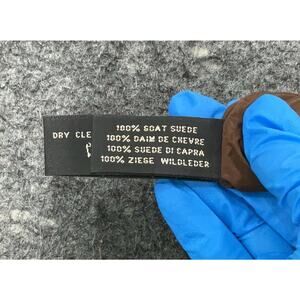 DRY CLE
100% GOAT SUEDE
100% DAIM DE CHEVRE
100% SUEDE DI CAPRA
100% ZIEGE WILDLEDER